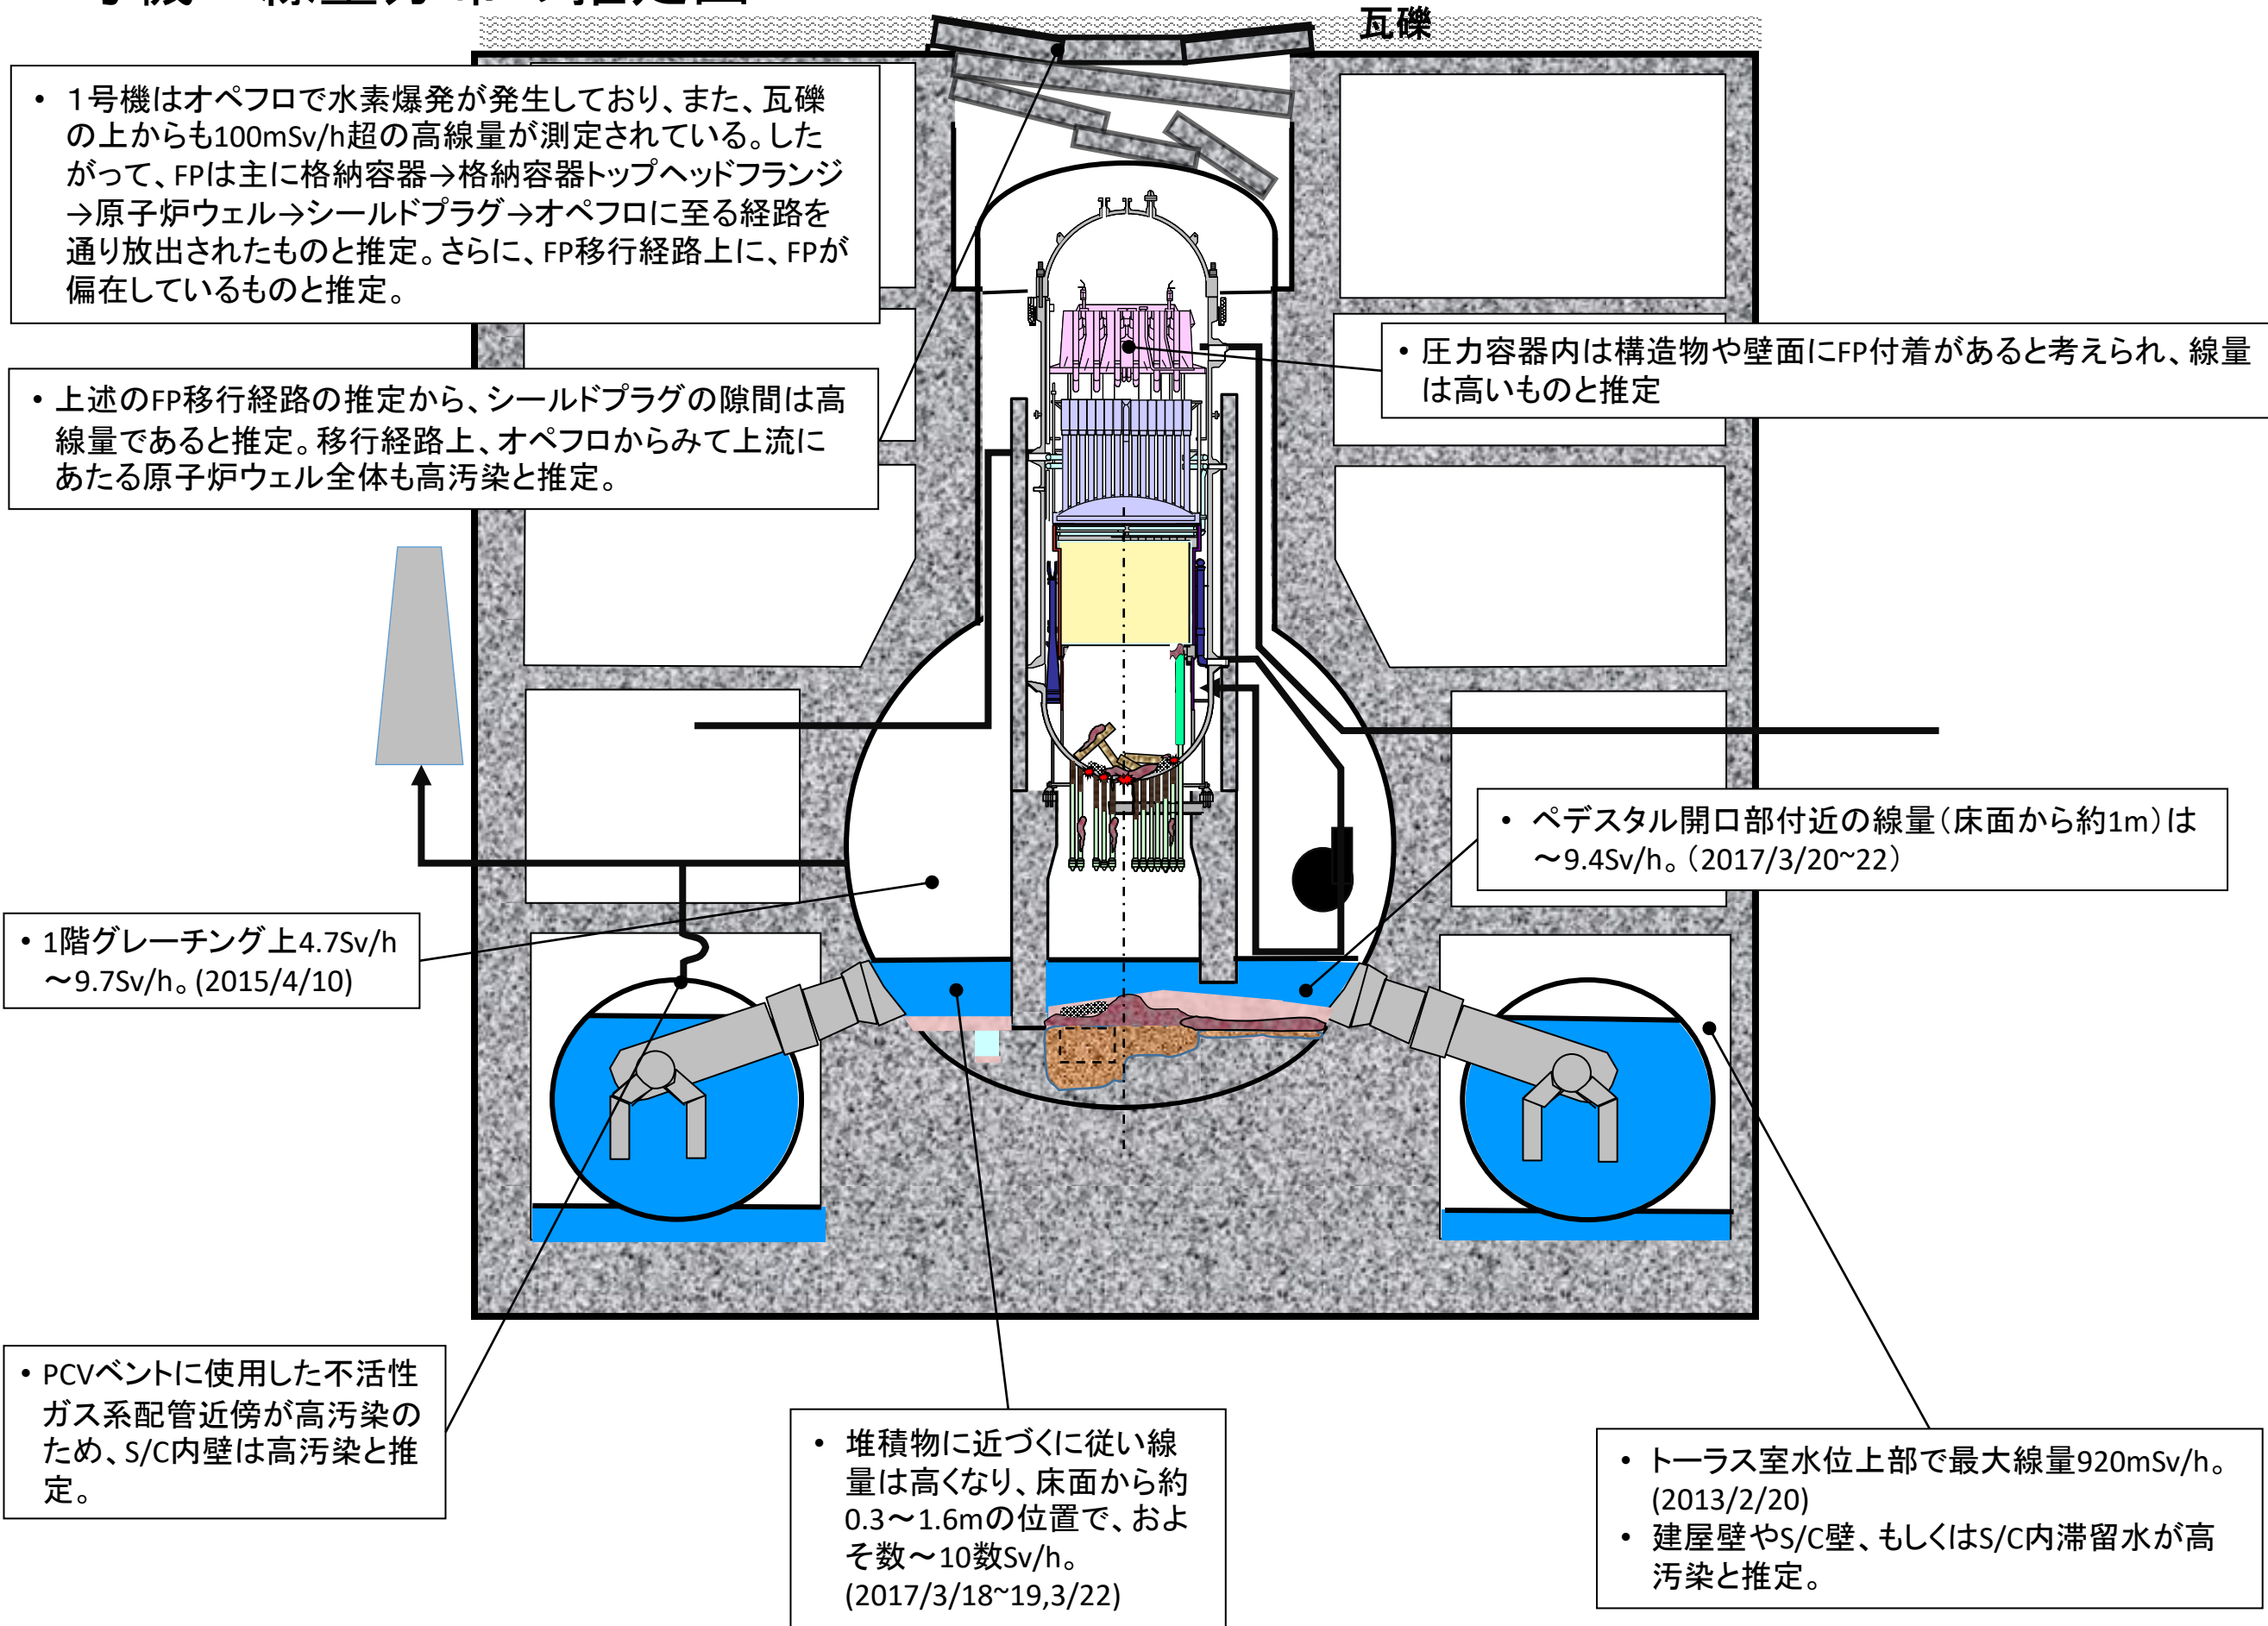 瓦礫
• 1号機はオペフロで水素爆発が発生しており、また、瓦礫
の上からも100mSv/h超の高線量が測定されている。した
がって、FPは主に格納容器→格納容器トップヘッドフランジ
→原子炉ウェル→シールドプラグ→オペフロに至る経路を
通り放出されたものと推定。さらに、FP移行経路上に、FPが
偏在しているものと推定。
• 上述のFP移行経路の推定から、シールドプラグの隙間は高
線量であると推定。移行経路上、オペフロからみて上流に
あたる原子炉ウェル全体も高汚染と推定。
• 圧力容器内は構造物や壁面にFP付着があると考えられ、線量
は高いものと推定
• ペデスタル開口部付近の線量(床面から約1m)は
～9.4Sv/h。(2017/3/20~22)
• 1階グレーチング上4.7Sv/h
～9.7Sv/h。(2015/4/10)
• PCVベントに使用した不活性
ガス系配管近傍が高汚染の
ため、S/C内壁は高汚染と推
定。
• 堆積物に近づくに従い線
量は高くなり、床面から約
0.3～1.6mの位置で、およ
そ数～10数Sv/h。
(2017/3/18~19,3/22)
• トーラス室水位上部で最大線量920mSv/h。
(2013/2/20)
• 建屋壁やS/C壁、もしくはS/C内滞留水が高
汚染と推定。